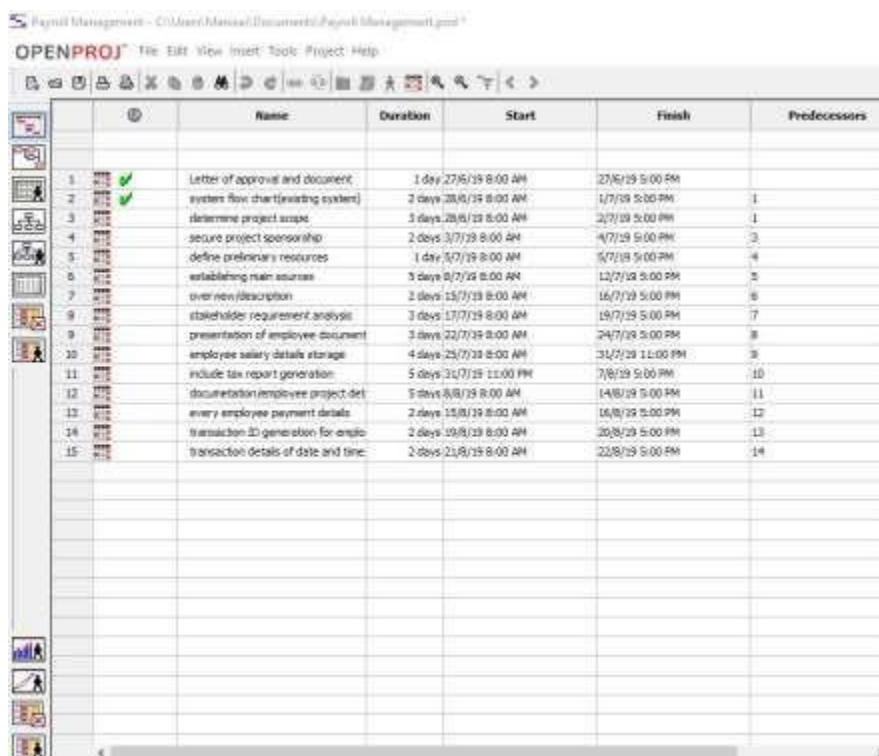 Payroll Management - C:\Users\Manual\Documents\Payroll Management.pod *
OPENPROJ File Edit View Insert Tools Project Help
Name Duration Start Finish Predecessors
1 Letter of approval and document 1 day 27/6/19 8:00 AM 27/6/19 5:00 PM
2 system flow chart(existing system) 2 days 28/6/19 8:00 AM 1/7/19 5:00 PM 1
3 determine project scope 3 days 28/6/19 8:00 AM 2/7/19 5:00 PM 1
4 secure project sponsorship 2 days 3/7/19 8:00 AM 4/7/19 5:00 PM 3
5 define preliminary resources 1 day 5/7/19 8:00 AM 5/7/19 5:00 PM 4
6 establishing main sources 5 days 8/7/19 8:00 AM 12/7/19 5:00 PM 5
7 over view/description 2 days 15/7/19 8:00 AM 16/7/19 5:00 PM 6
8 stakeholder requirement analysis 3 days 17/7/19 8:00 AM 19/7/19 5:00 PM 7
9 presentation of employee document 3 days 22/7/19 8:00 AM 24/7/19 5:00 PM 8
10 employee salary details storage 4 days 25/7/19 8:00 AM 31/7/19 11:00 PM 9
11 include tax report generation 5 days 31/7/19 11:00 PM 7/8/19 5:00 PM 10
12 documetation/employee project det 5 days 8/8/19 8:00 AM 14/8/19 5:00 PM 11
13 every employee payment details 2 days 15/8/19 8:00 AM 16/8/19 5:00 PM 12
14 transaction ID generation for emplo 2 days 19/8/19 8:00 AM 20/8/19 5:00 PM 13
15 transaction details of date and time 2 days 21/8/19 8:00 AM 22/8/19 5:00 PM 14